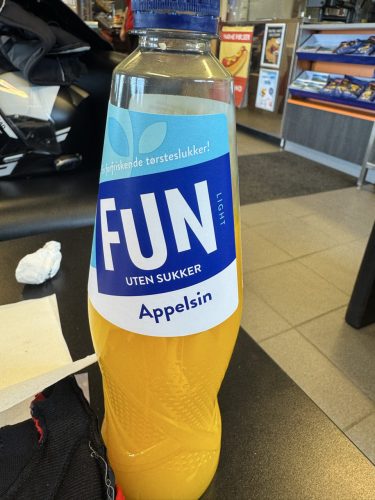 forfriskende tørsteslukker!
FUN
LIGHT
UTEN SUKKER
Appelsin